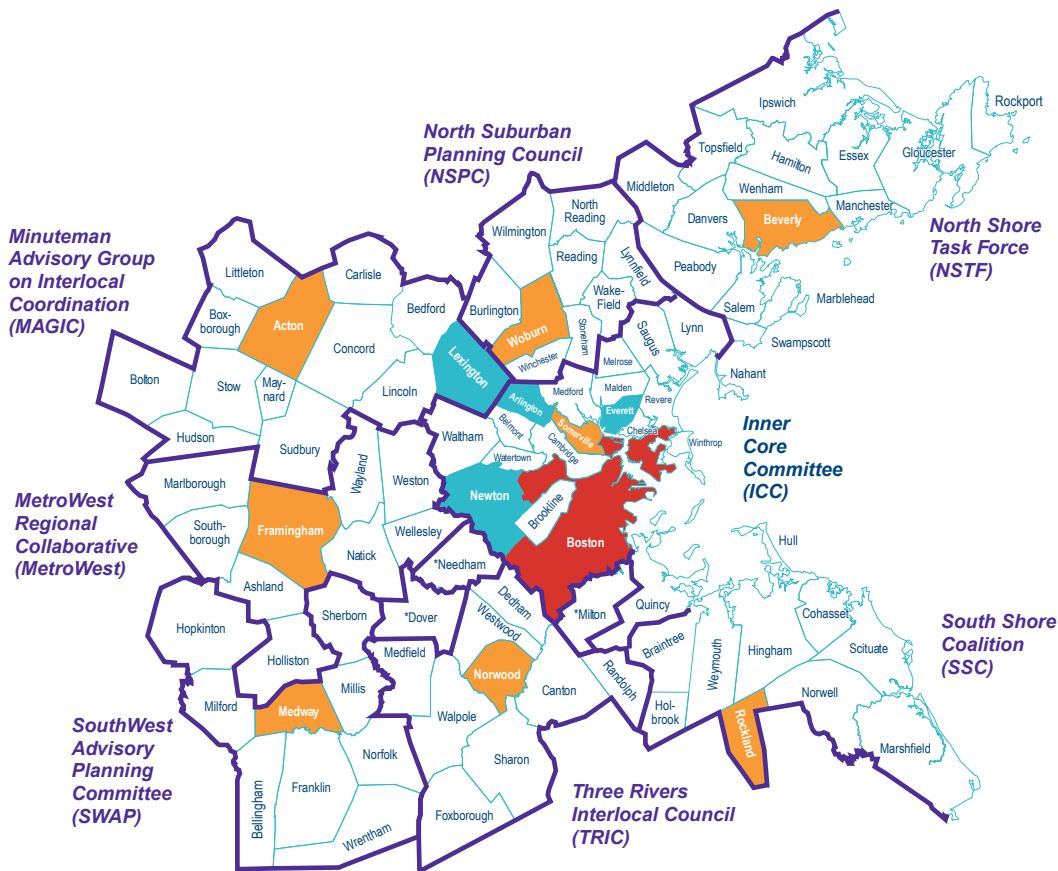 Ipswich
Rockport
North Suburban
Planning Council
(NSPC)
Topsfield
Hamilton
Essex
Gloucester
Middleton
Wenham
Manchester
Danvers
Beverly
North Shore
Task Force
(NSTF)
Minuteman
Advisory Group
on Interlocal
Coordination
(MAGIC)
Wilmington
North
Reading
Reading
Lynnfield
Peabody
Littleton
Carlisle
Wake-
Field
Salem
Marblehead
Box-
borough
Acton
Bedford
Burlington
Woburn
Stoneham
Saugus
Lynn
Swampscott
Concord
Lexington
Winchester
Melrose
Nahant
Bolton
Stow
May-
nard
Lincoln
Arlington
Medford
Malden
Everett
Revere
Hudson
Sudbury
Waltham
Belmont
Somerville
Chelsea
Winthrop
Inner
Core
Committee
(ICC)
Watertown
Cambridge
Marlborough
Wayland
Weston
Newton
Brookline
MetroWest
Regional
Collaborative
(MetroWest)
South-
borough
Framingham
Natick
Wellesley
Boston
Hull
*Needham
Ashland
Sherborn
*Dover
Dedham
Westwood
*Milton
Quincy
Cohasset
South Shore
Coalition
(SSC)
Hopkinton
Holliston
Medfield
Norwood
Braintree
Weymouth
Hingham
Scituate
Milford
Medway
Millis
Walpole
Canton
Randolph
Hol-
brook
Rockland
Norwell
SouthWest
Advisory
Planning
Committee
(SWAP)
Norfolk
Sharon
Marshfield
Bellingham
Franklin
Wrentham
Foxborough
Three Rivers
Interlocal Council
(TRIC)